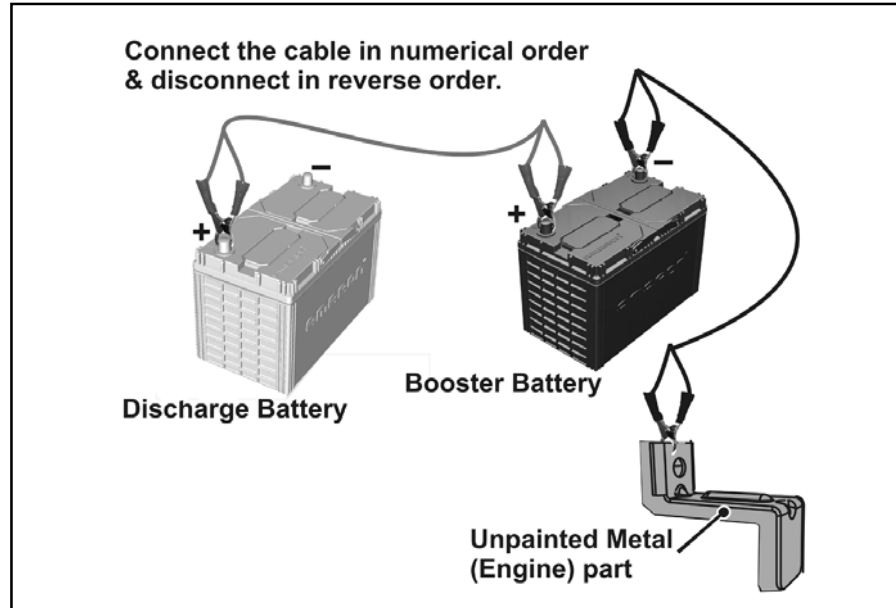 Connect the cable in numerical order
& disconnect in reverse order.
−
−
+
+
Booster Battery
Discharge Battery
Unpainted Metal
(Engine) part